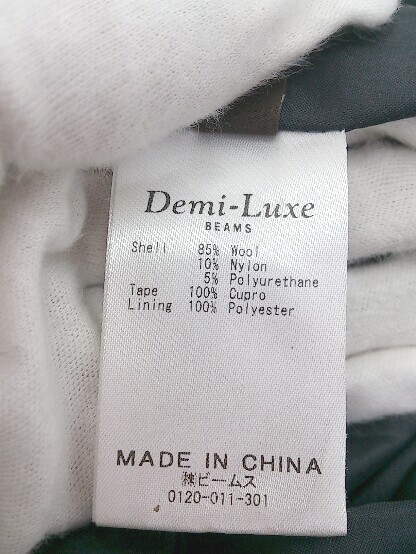 Demi-Luxe
BEAMS
Shell 85% Wool
10% Nylon
5% Polyurethane
Tape 100% Cupro
Lining 100% Polyester
MADE IN CHINA
㈱ビームス
0120-011-301